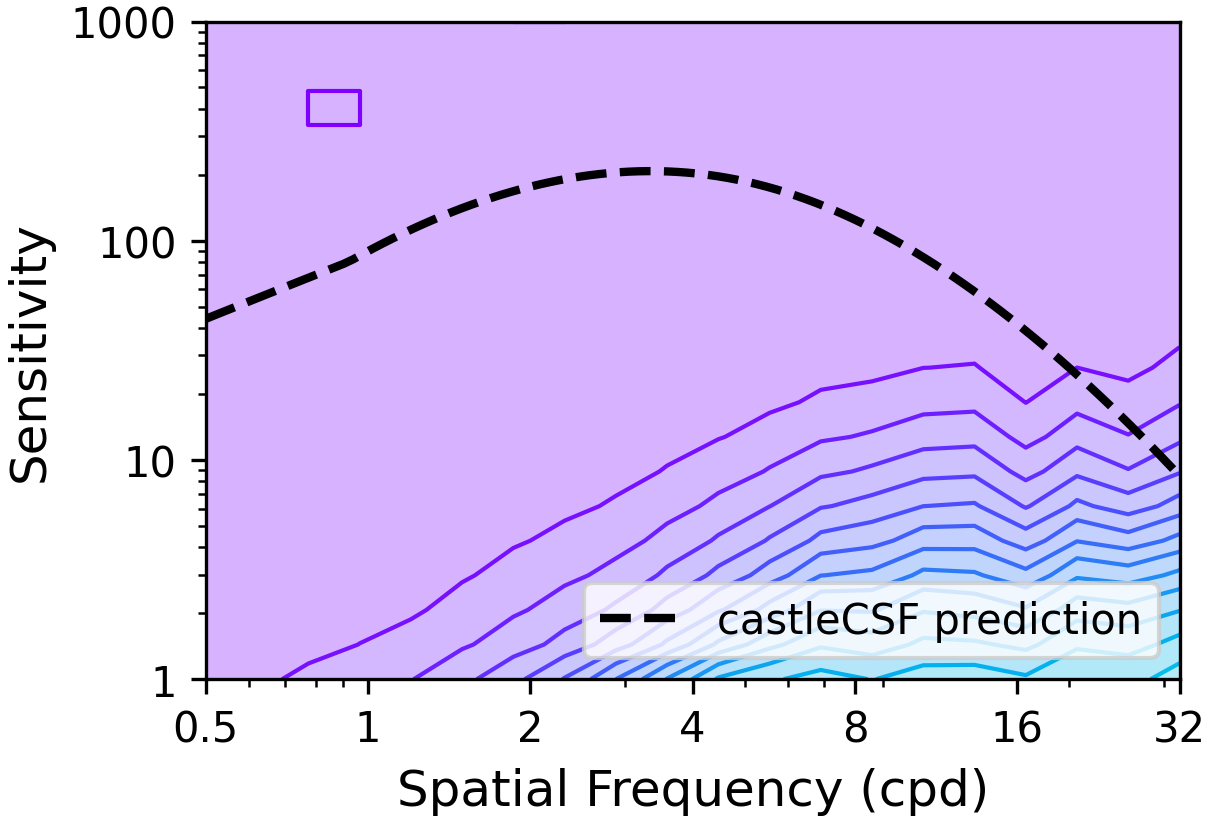 1000
100
10
1
Sensitivity
castleCSF prediction
0.5 1 2 4 8 16 32
Spatial Frequency (cpd)